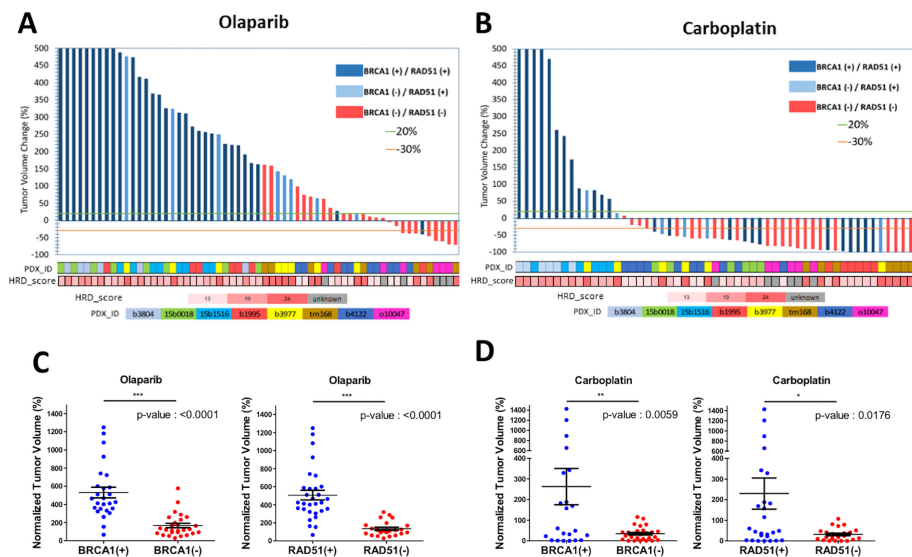 A
Olaparib
Tumor Volume Change (%)
500
450
400
350
300
250
200
150
100
50
0
-50
-100
BRCA1 (+) / RAD51 (+)
BRCA1 (-) / RAD51 (+)
BRCA1 (-) / RAD51 (-)
20%
-30%
PDX_ID
HRD_score
HRD_score 13 19 24 unknown
PDX_ID b3804 15b0018 15b1516 b1995 b3977 tm168 b4122 o10047
B
Carboplatin
Tumor Volume Change (%)
500
450
400
350
300
250
200
150
100
50
0
-50
-100
BRCA1 (+) / RAD51 (+)
BRCA1 (-) / RAD51 (+)
BRCA1 (-) / RAD51 (-)
20%
-30%
PDX_ID
HRD_score
HRD_score 13 19 24 unknown
PDX_ID b3804 15b0018 15b1516 b1995 b3977 tm168 b4122 o10047
C
Olaparib
***
p-value : <0.0001
Normalized Tumor Volume (%)
1400
1200
1000
800
600
400
200
0
BRCA1(+) BRCA1(-)
Olaparib
***
p-value : <0.0001
Normalized Tumor Volume (%)
1400
1200
1000
800
600
400
200
0
RAD51(+) RAD51(-)
D
Carboplatin
**
p-value : 0.0059
Normalized Tumor Volume (%)
1400
1200
1000
800
600
400
300
200
100
0
BRCA1(+) BRCA1(-)
Carboplatin
*
p-value : 0.0176
Normalized Tumor Volume (%)
1400
1200
1000
800
600
400
300
200
100
0
RAD51(+) RAD51(-)